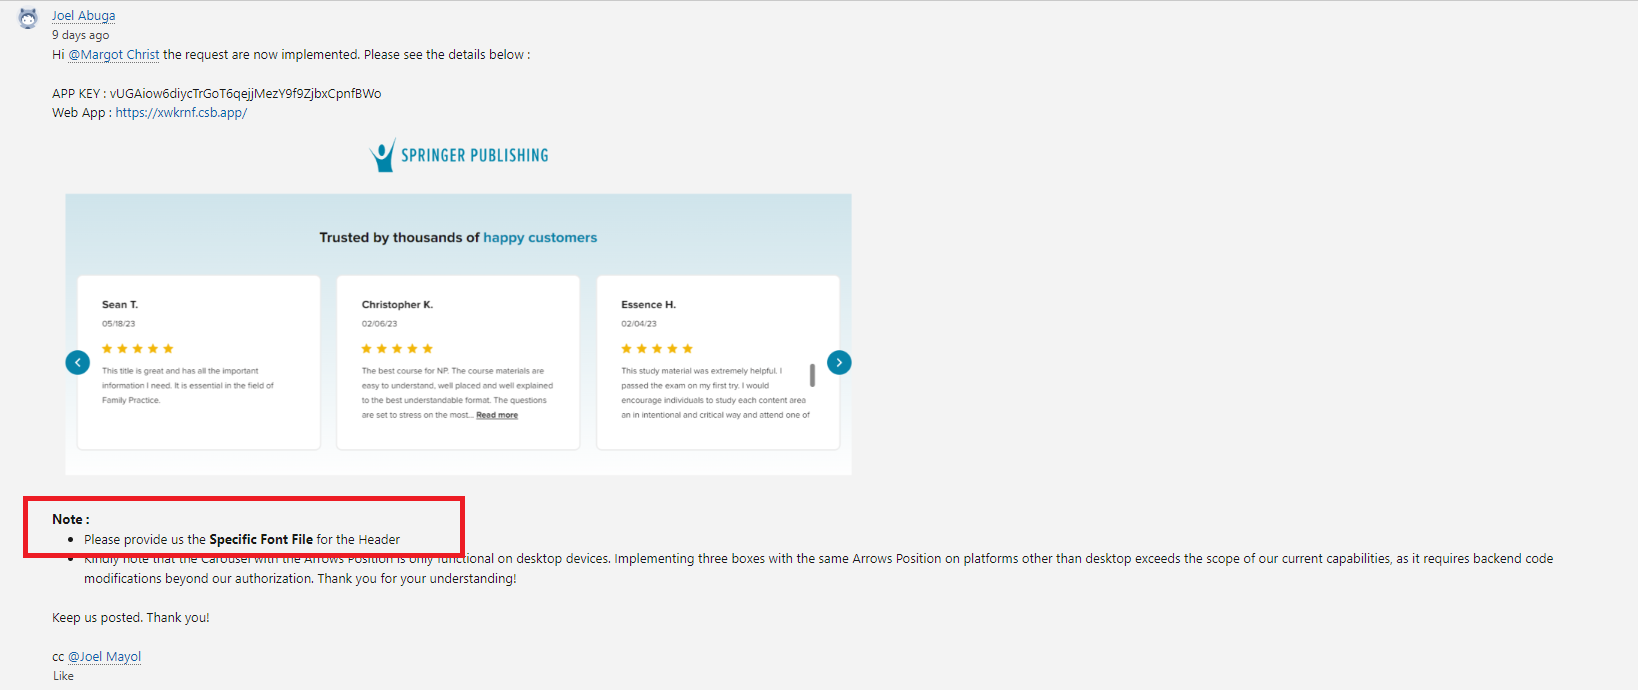 Joel Abuga
9 days ago
Hi @Margot Christ the request are now implemented. Please see the details below :
APP KEY : vUGAiow6diycTrGoT6qejjMezY9f9ZjbxCpnfBWo
Web App : https://xwkrnf.csb.app/
SPRINGER PUBLISHING
Trusted by thousands of happy customers
Sean T.
05/18/23
This title is great and has all the important
information I need. It is essential in the field of
Family Practice.
Christopher K.
02/06/23
The best course for NP. The course materials are
easy to understand, well placed and well explained
to the best understandable format. The questions
are set to stress on the most... Read more
Essence H.
02/04/23
This study material was extremely helpful. I
passed the exam on my first try. I would
encourage individuals to study each content area
an in intentional and critical way and attend one of
Note :
• Please provide us the Specific Font File for the Header
• Kindly note that the Carousel with the Arrows Position is only functional on desktop devices. Implementing three boxes with the same Arrows Position on platforms other than desktop exceeds the scope of our current capabilities, as it requires backend code
modifications beyond our authorization. Thank you for your understanding!
Keep us posted. Thank you!
cc @Joel Mayol
Like